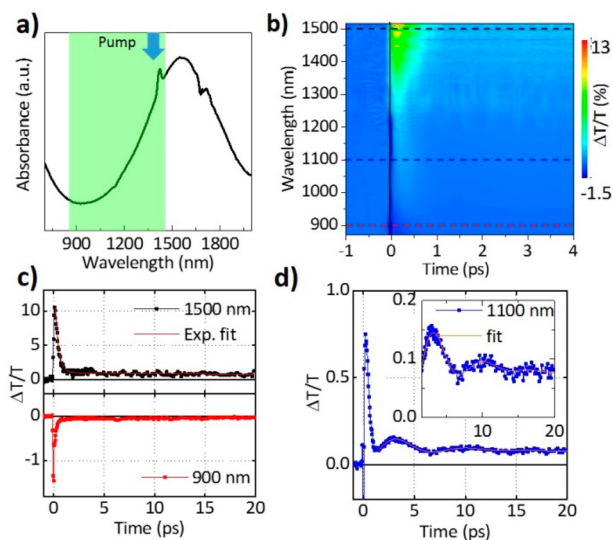 a)
Pump
Absorbance (a.u.)
900 1200 1500 1800
Wavelength (nm)
b)
1500
1400
1300
1200
1100
1000
900
Wavelength (nm)
-1 0 1 2 3 4
Time (ps)
13
-1.5
ΔT/T (%)
c)
10
5
0
1500 nm
Exp. fit
0
-1
900 nm
ΔT/T
0 5 10 15 20
Time (ps)
d)
1.0
0.5
0.0
ΔT/T
0.2
0.1
0.0
1100 nm
fit
10 20
0 5 10 15 20
Time (ps)